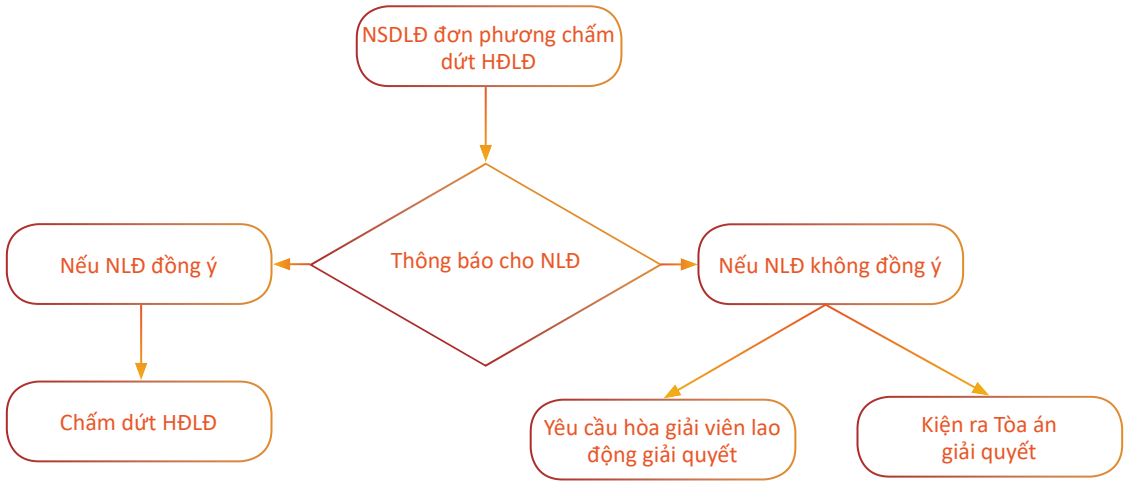 NSDLĐ đơn phương chấm
dứt HĐLĐ
Thông báo cho NLĐ
Nếu NLĐ đồng ý
Nếu NLĐ không đồng ý
Chấm dứt HĐLĐ
Yêu cầu hòa giải viên lao
động giải quyết
Kiện ra Tòa án
giải quyết